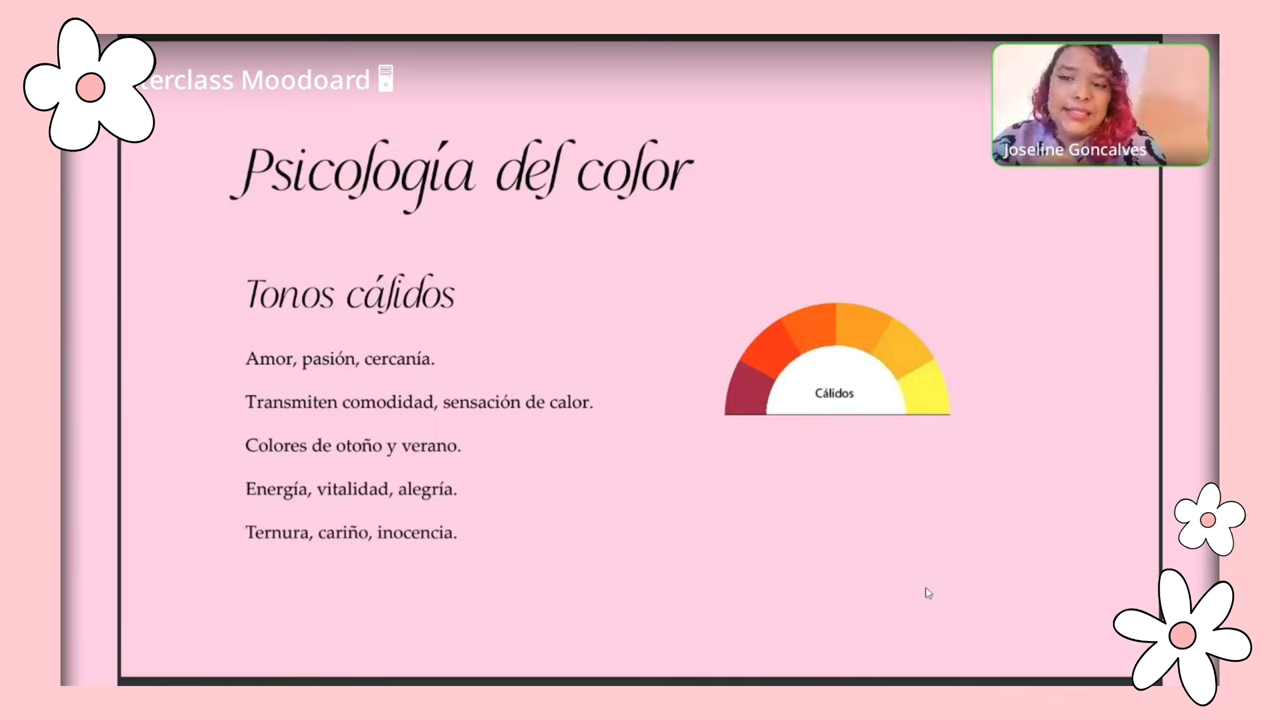 terclass Moodoard
Joseline Goncalves
Psicología del color
Tonos cálidos
Amor, pasión, cercanía.
Transmiten comodidad, sensación de calor.
Colores de otoño y verano.
Energía, vitalidad, alegría.
Ternura, cariño, inocencia.
Cálidos